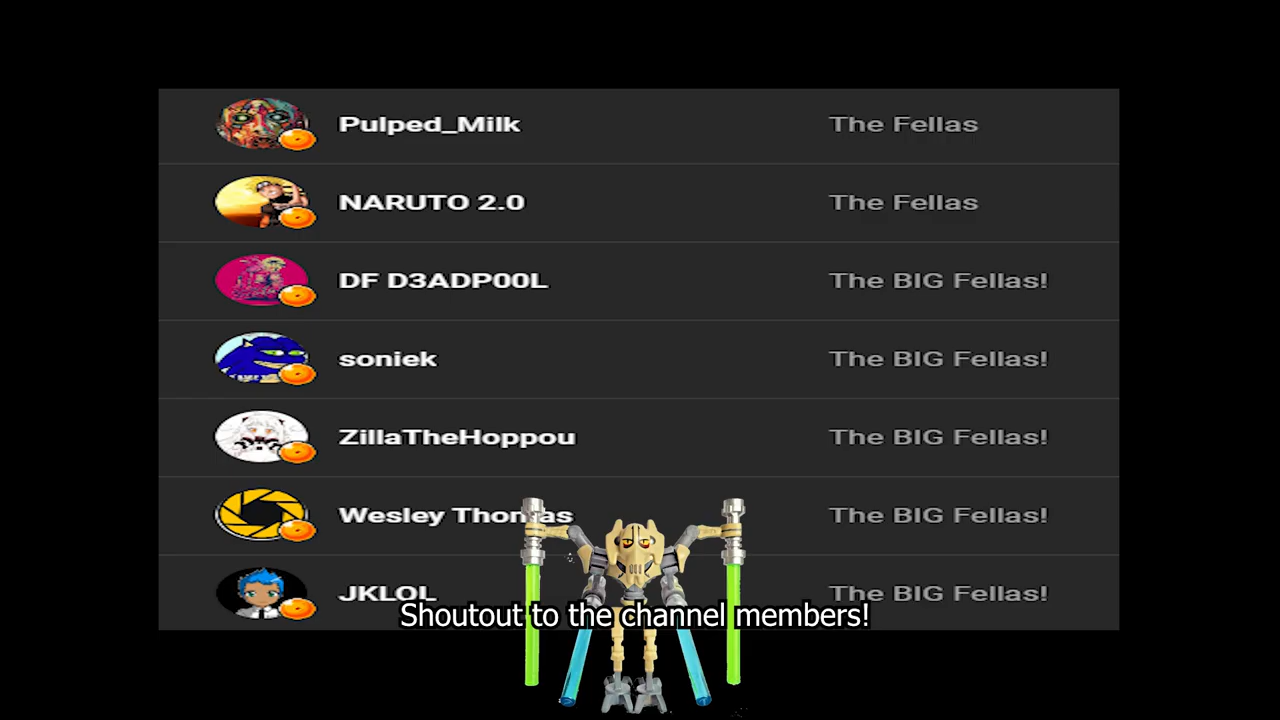 Pulped_Milk The Fellas
NARUTO 2.0 The Fellas
DF D3ADP00L The BIG Fellas!
soniek The BIG Fellas!
ZillaTheHoppou The BIG Fellas!
Wesley Thomas The BIG Fellas!
JKLOL The BIG Fellas!
Shoutout to the channel members!